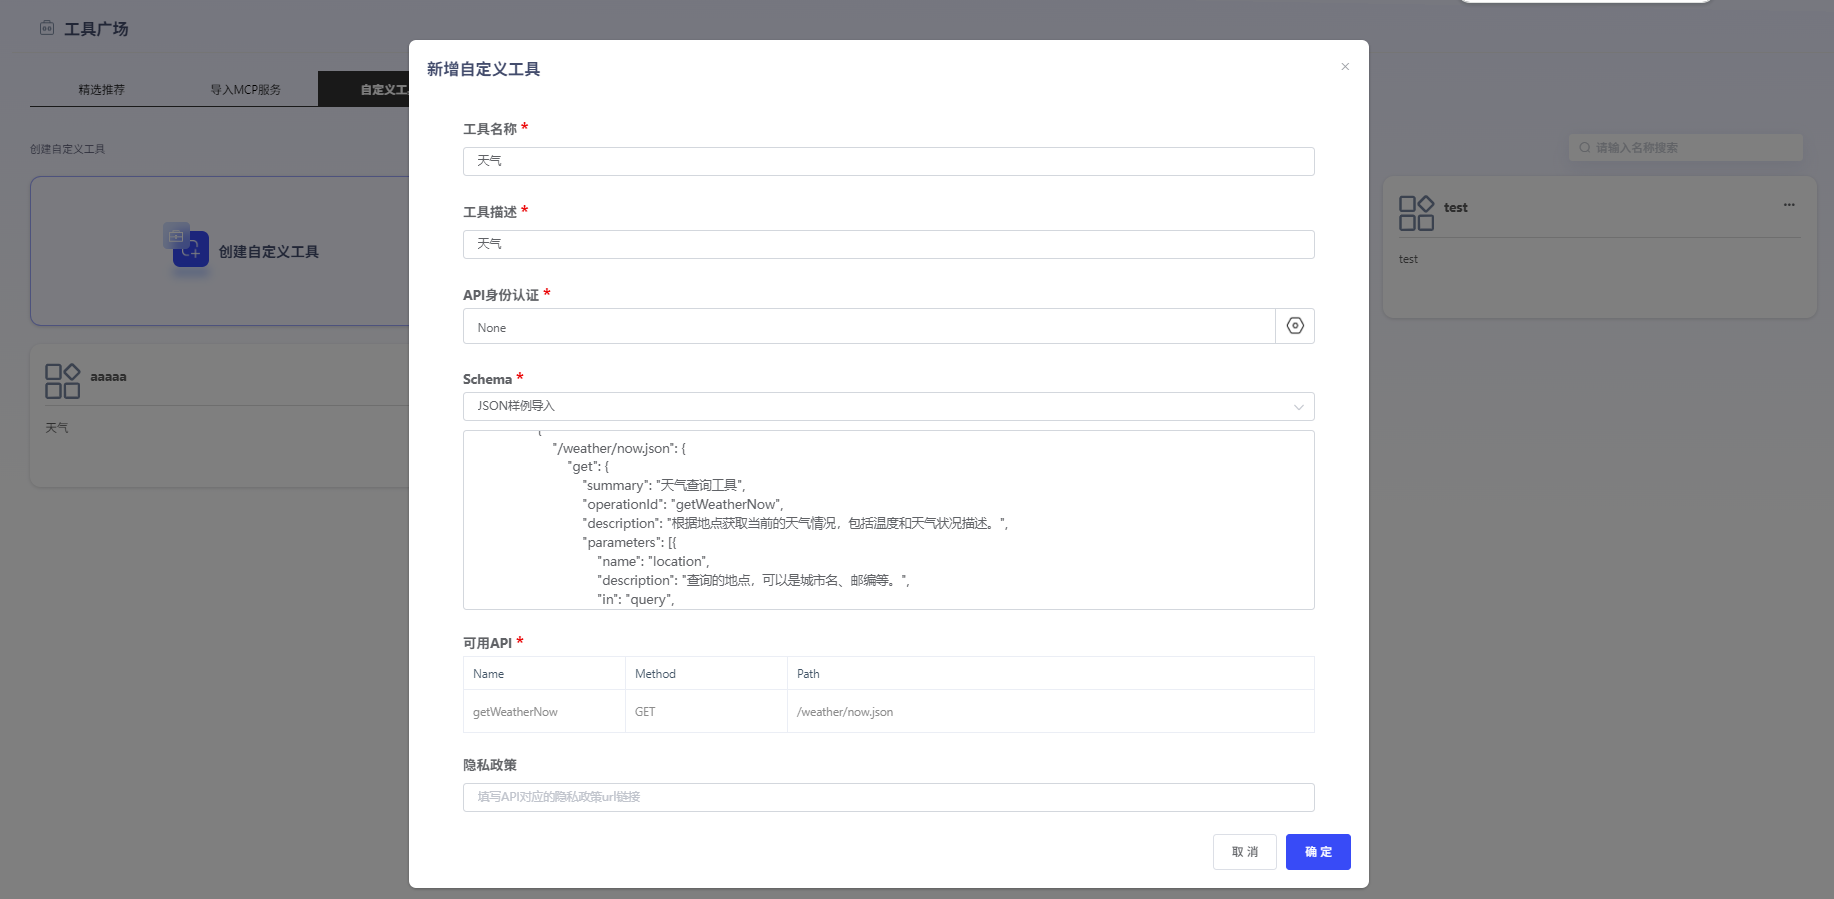 工具广场
精选推荐
导入MCP服务
自定义工
创建自定义工具
请输入名称搜索
创建自定义工具
aaaaa
天气
test
test
新增自定义工具
工具名称 *
天气
工具描述 *
天气
API身份认证 *
None
Schema *
JSON样例导入
{
"/weather/now.json": {
"get": {
"summary": "天气查询工具",
"operationId": "getWeatherNow",
"description": "根据地点获取当前的天气情况，包括温度和天气状况描述。",
"parameters": [{
"name": "location",
"description": "查询的地点，可以是城市名、邮编等。",
"in": "query",
可用API *
Name Method Path
getWeatherNow GET /weather/now.json
隐私政策
填写API对应的隐私政策url链接
取 消
确 定